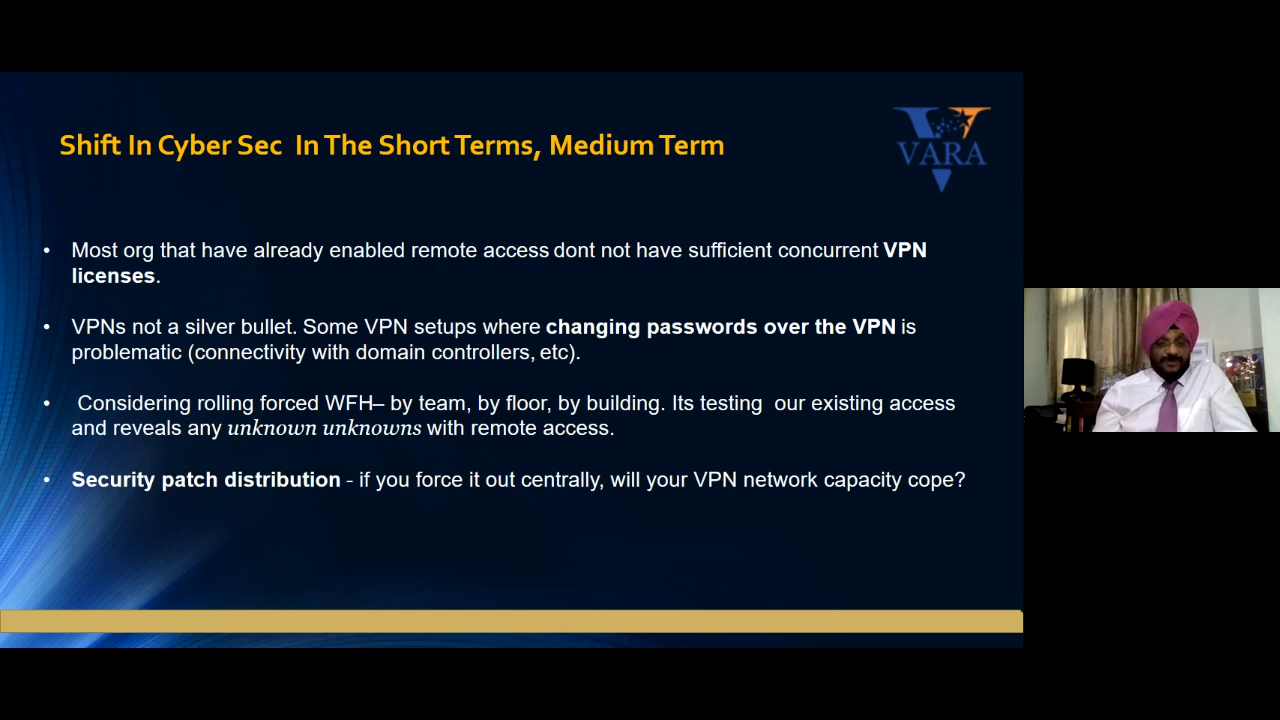 Shift In Cyber Sec  In The Short Terms, Medium Term
VARA
• Most org that have already enabled remote access dont not have sufficient concurrent VPN
licenses.
• VPNs not a silver bullet. Some VPN setups where changing passwords over the VPN is
problematic (connectivity with domain controllers, etc).
• Considering rolling forced WFH– by team, by floor, by building. Its testing  our existing access
and reveals any unknown unknowns with remote access.
• Security patch distribution - if you force it out centrally, will your VPN network capacity cope?